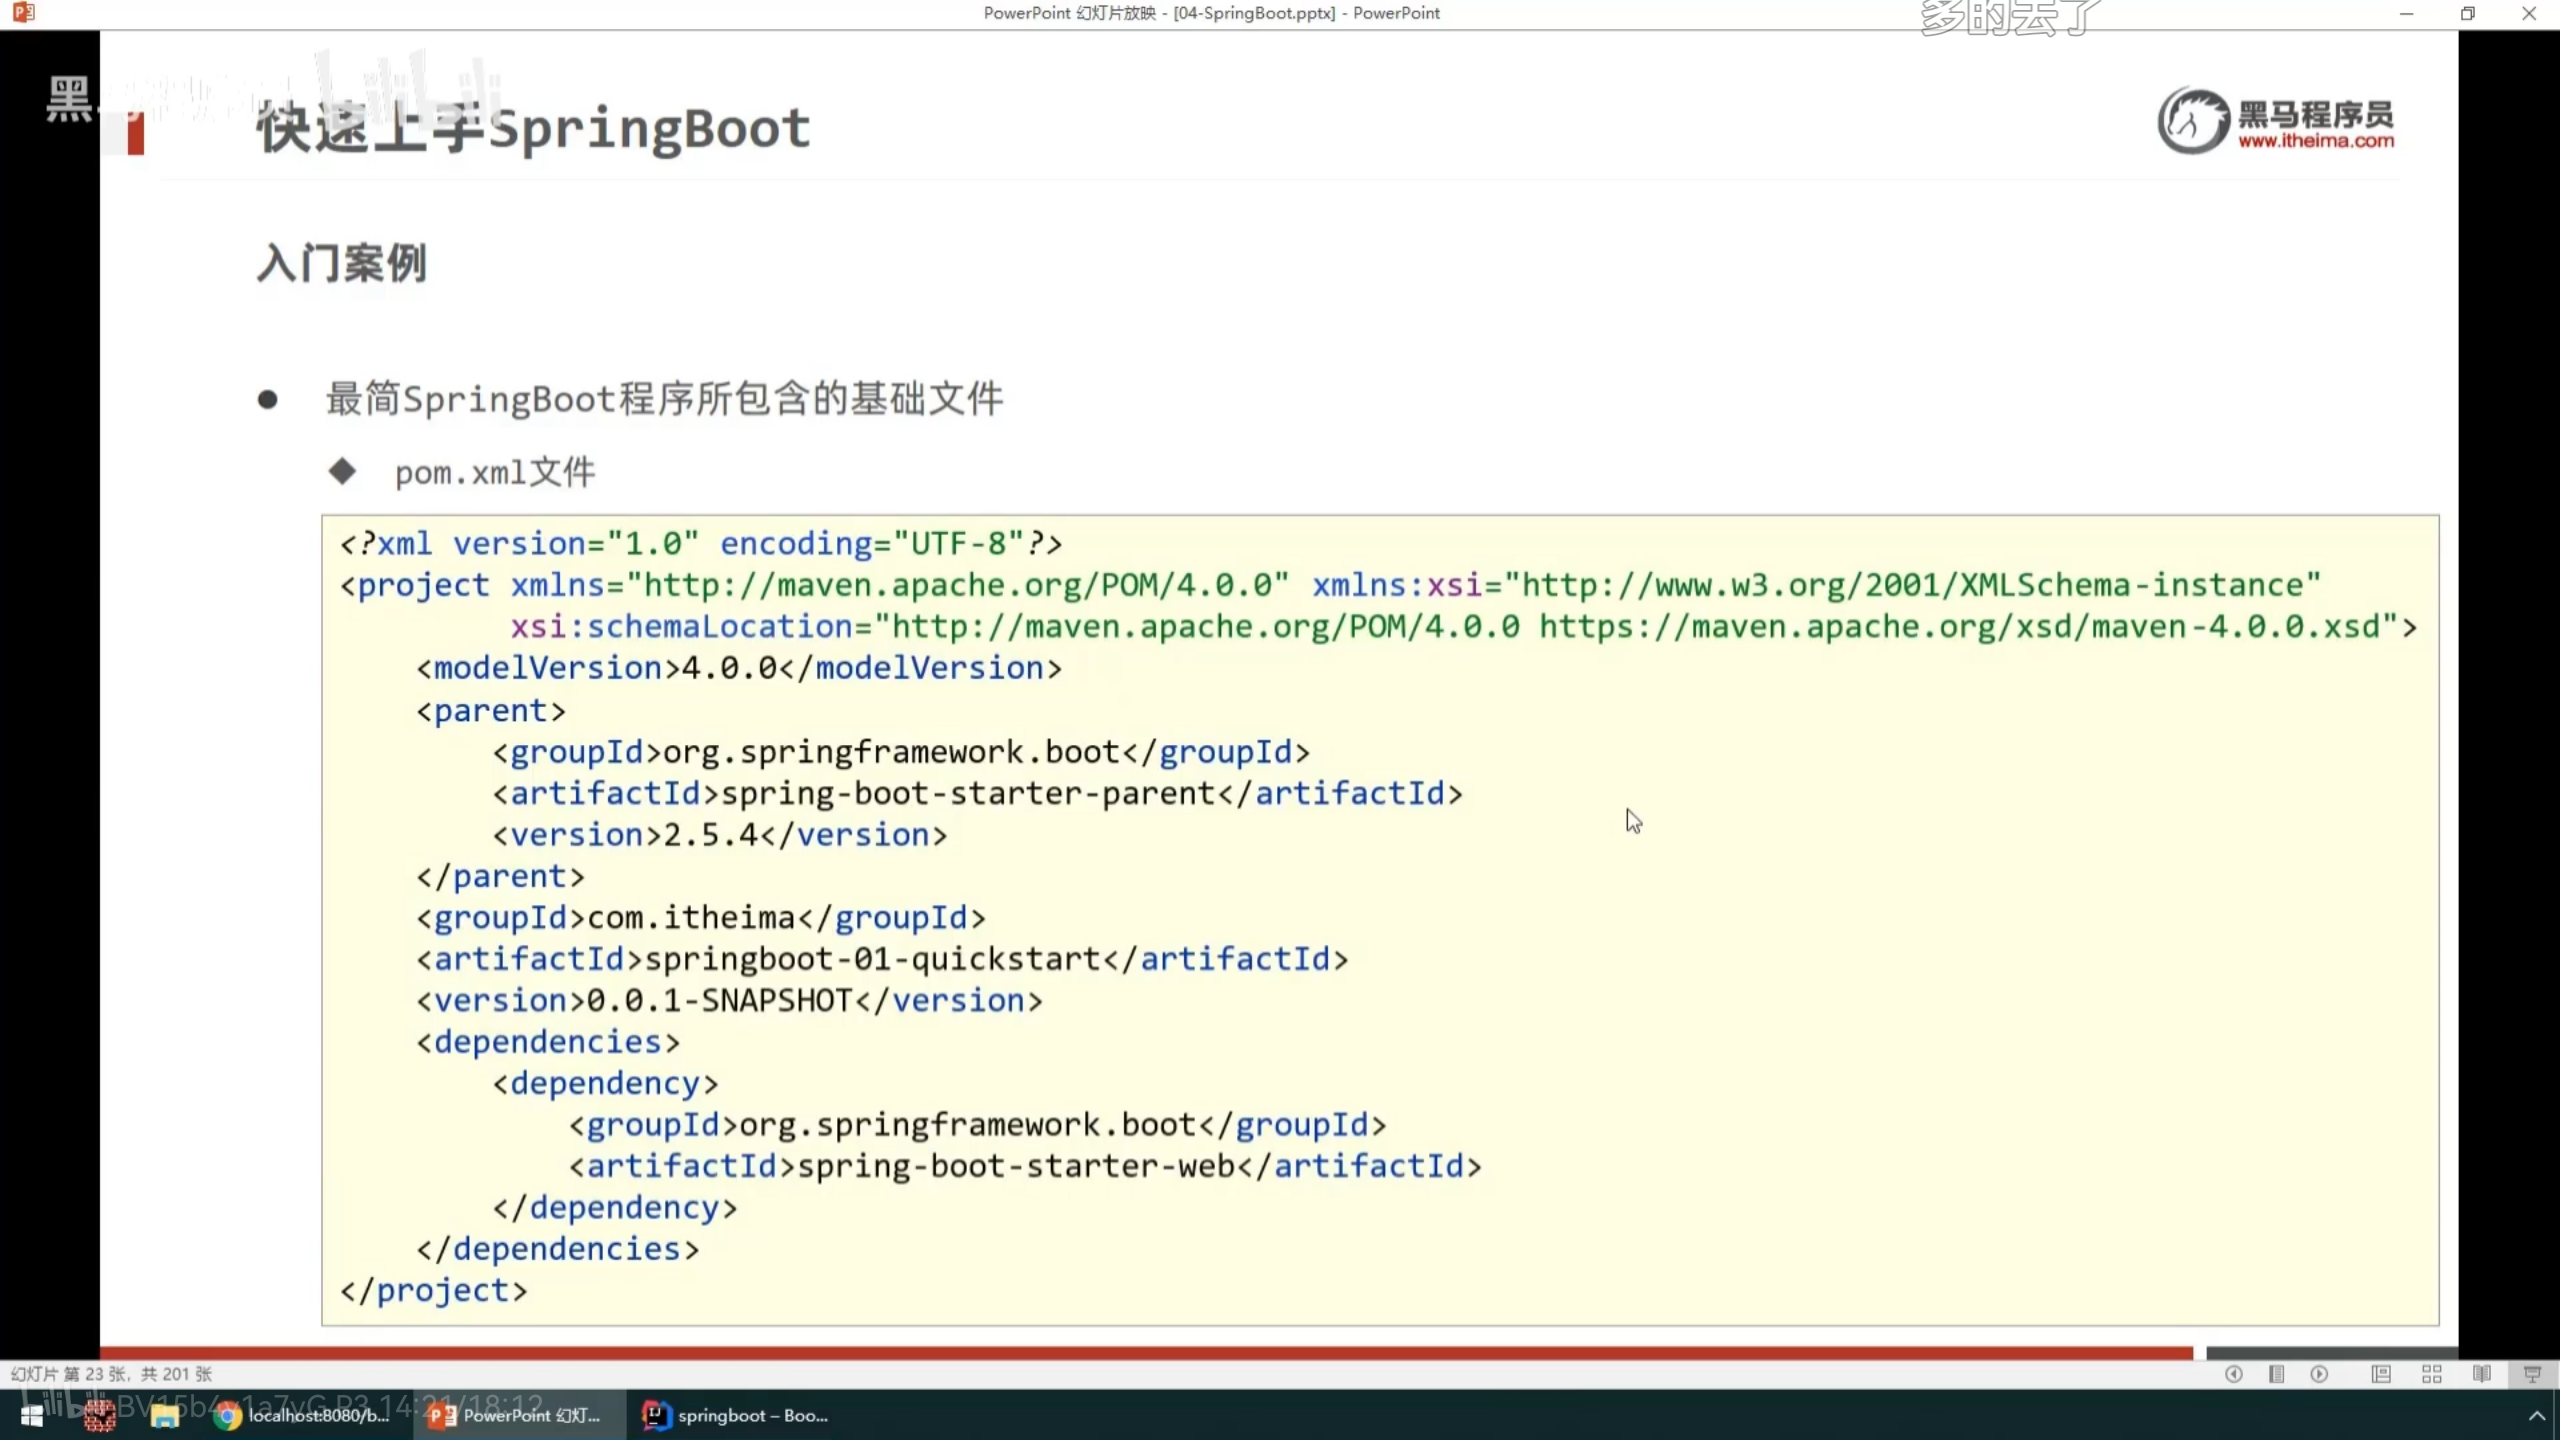 PowerPoint 幻灯片放映 - [04-SpringBoot.pptx] - PowerPoint
多的去了
快速上手SpringBoot
黑马程序员
www.itheima.com
入门案例
● 最简SpringBoot程序所包含的基础文件
◆ pom.xml文件
<?xml version="1.0" encoding="UTF-8"?>
<project xmlns="http://maven.apache.org/POM/4.0.0" xmlns:xsi="http://www.w3.org/2001/XMLSchema-instance"
xsi:schemaLocation="http://maven.apache.org/POM/4.0.0 https://maven.apache.org/xsd/maven-4.0.0.xsd">
<modelVersion>4.0.0</modelVersion>
<parent>
<groupId>org.springframework.boot</groupId>
<artifactId>spring-boot-starter-parent</artifactId>
<version>2.5.4</version>
</parent>
<groupId>com.itheima</groupId>
<artifactId>springboot-01-quickstart</artifactId>
<version>0.0.1-SNAPSHOT</version>
<dependencies>
<dependency>
<groupId>org.springframework.boot</groupId>
<artifactId>spring-boot-starter-web</artifactId>
</dependency>
</dependencies>
</project>
幻灯片 第 23 张，共 201 张
localhost:8080/b...
PowerPoint 幻灯...
springboot – Boo...